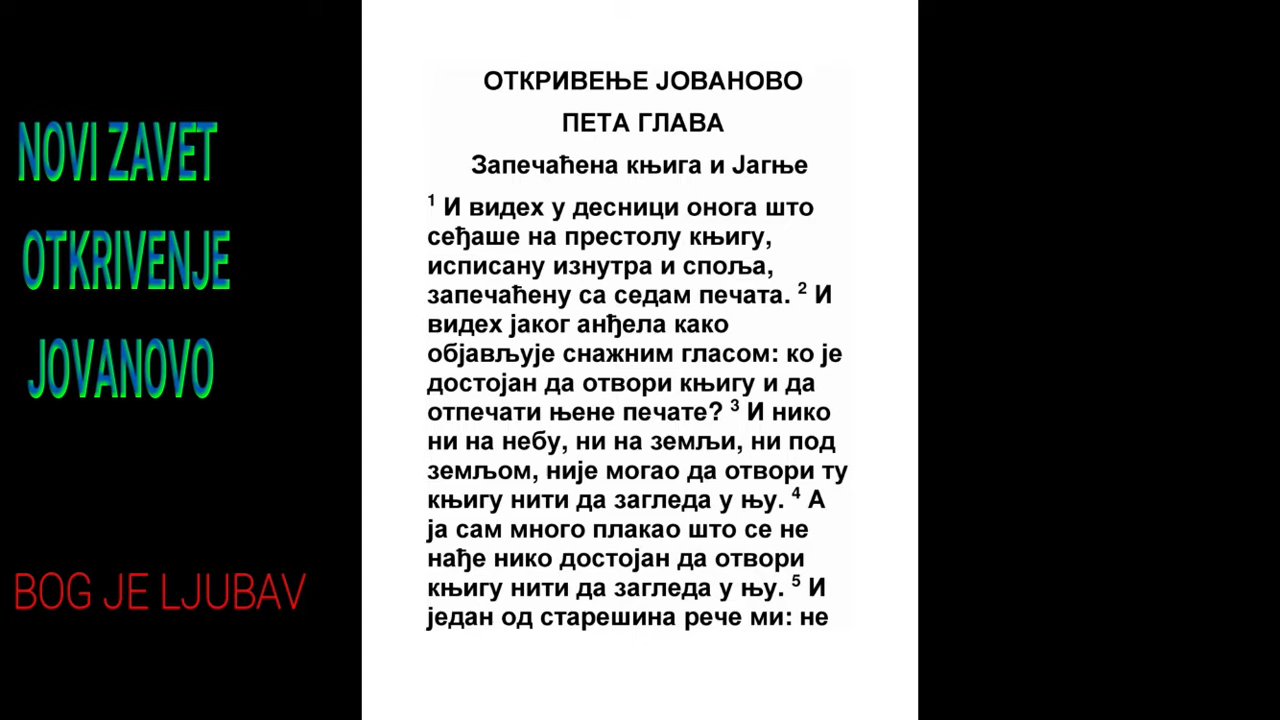 NOVI ZAVET
OTKRIVENJE
JOVANOVO
BOG JE LJUBAV
ОТКРИВЕЊЕ ЈОВАНОВО
ПЕТА ГЛАВА
Запечаћена књига и Јагње
1 И видех у десници онога што
сеђаше на престолу књигу,
исписану изнутра и споља,
запечаћену са седам печата. 2 И
видех јаког анђела како
објављује снажним гласом: ко је
достојан да отвори књигу и да
отпечати њене печате? 3 И нико
ни на небу, ни на земљи, ни под
земљом, није могао да отвори ту
књигу нити да загледа у њу. 4 А
ја сам много плакао што се не
нађе нико достојан да отвори
књигу нити да загледа у њу. 5 И
један од старешина рече ми: не